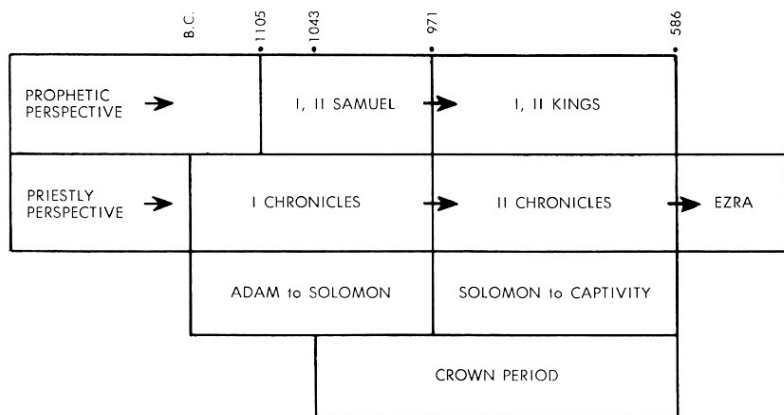 B.C.
•1105
•1043
•971
•586
PROPHETIC
PERSPECTIVE
I, II SAMUEL
I, II KINGS
PRIESTLY
PERSPECTIVE
I CHRONICLES
II CHRONICLES
EZRA
ADAM to SOLOMON
SOLOMON to CAPTIVITY
CROWN PERIOD